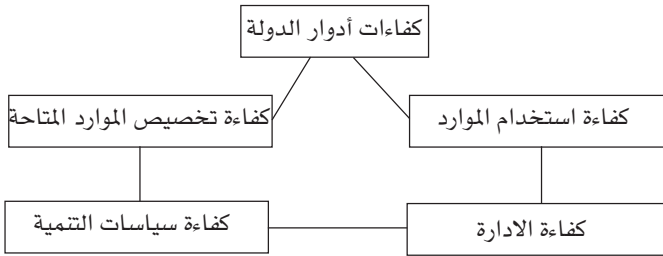 كفاءات أدوار الدولة
كفاءة استخدام الموارد
كفاءة تخصيص الموارد المتاحة
كفاءة الادارة
كفاءة سياسات التنمية